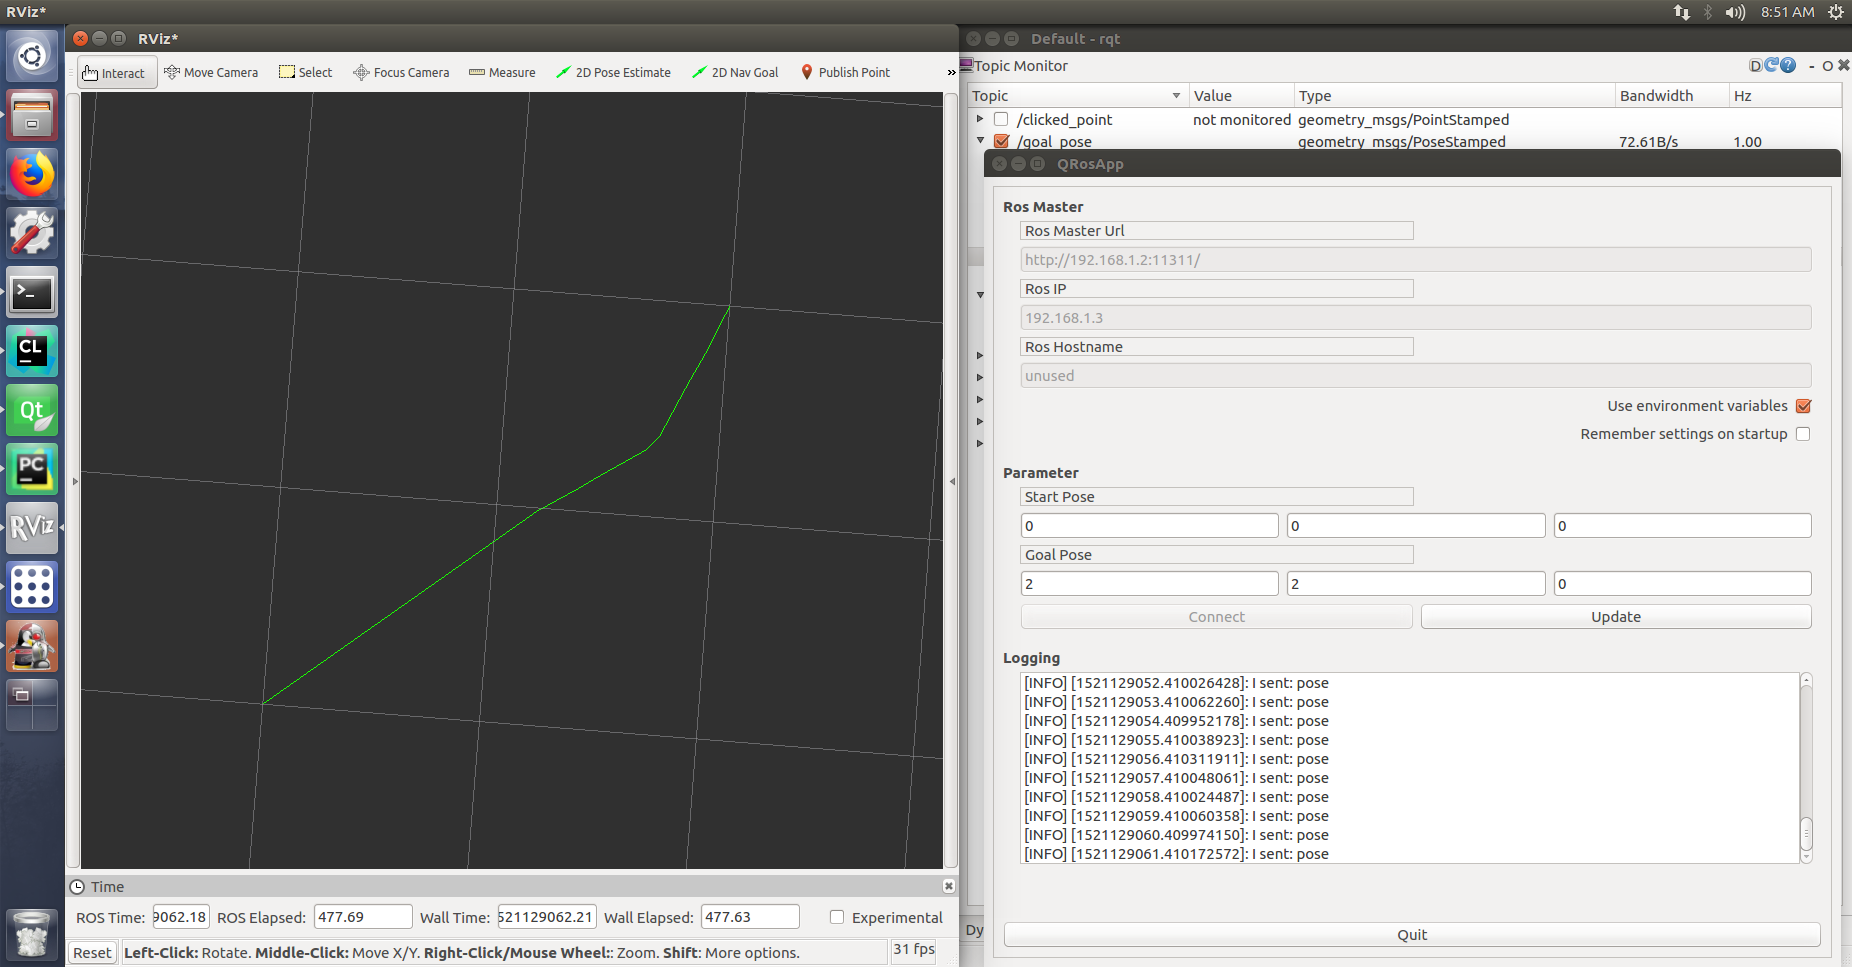 RViz*
8:51 AM
RViz*
Interact Move Camera Select Focus Camera Measure 2D Pose Estimate 2D Nav Goal Publish Point »
Default - rqt
Topic Monitor
D ? - O
Topic Value Type Bandwidth Hz
/clicked_point not monitored geometry_msgs/PointStamped
/goal_pose geometry_msgs/PoseStamped 72.61B/s 1.00
QRosApp
Ros Master
Ros Master Url
http://192.168.1.2:11311/
Ros IP
192.168.1.3
Ros Hostname
unused
Use environment variables
Remember settings on startup
Parameter
Start Pose
0 0 0
Goal Pose
2 2 0
Connect Update
Logging
[INFO] [1521129052.410026428]: I sent: pose
[INFO] [1521129053.410062260]: I sent: pose
[INFO] [1521129054.409952178]: I sent: pose
[INFO] [1521129055.410038923]: I sent: pose
[INFO] [1521129056.410311911]: I sent: pose
[INFO] [1521129057.410048061]: I sent: pose
[INFO] [1521129058.410024487]: I sent: pose
[INFO] [1521129059.410060358]: I sent: pose
[INFO] [1521129060.409974150]: I sent: pose
[INFO] [1521129061.410172572]: I sent: pose
Quit
Dy
CL
Qt
PC
RViz
Time
ROS Time: 9062.18 ROS Elapsed: 477.69 Wall Time: 521129062.21 Wall Elapsed: 477.63 Experimental
Reset Left-Click: Rotate. Middle-Click: Move X/Y. Right-Click/Mouse Wheel:: Zoom. Shift: More options. 31 fps